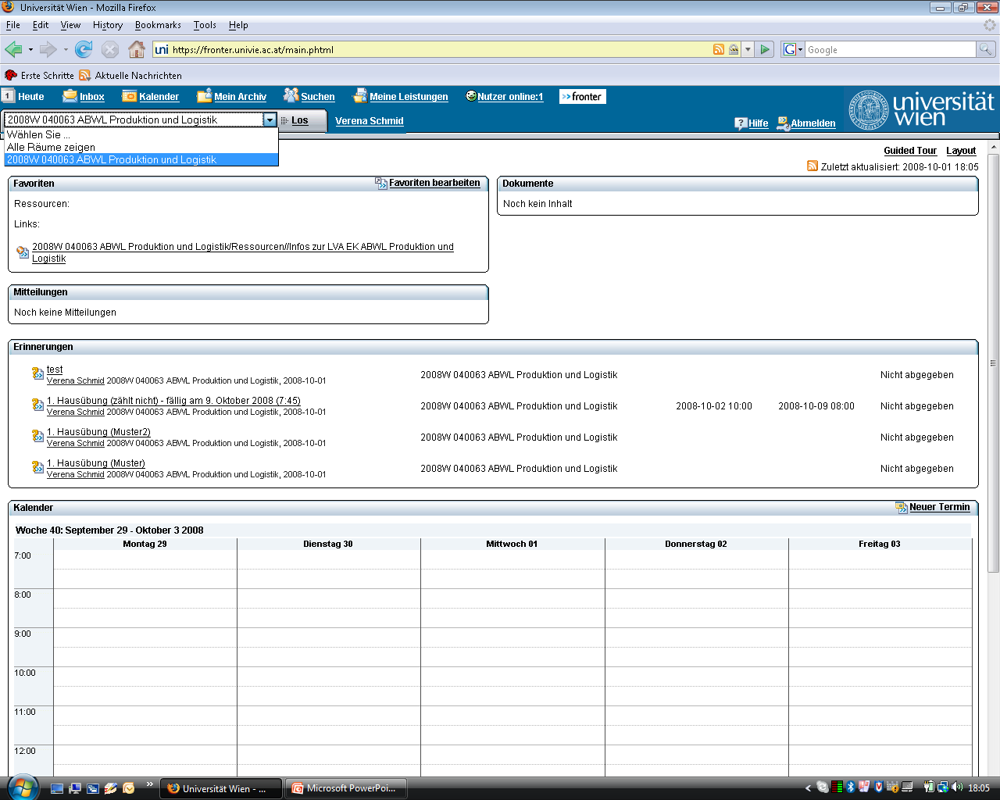 Universität Wien - Mozilla Firefox
File Edit View History Bookmarks Tools Help
uni https://fronter.univie.ac.at/main.phtml G Google
Erste Schritte Aktuelle Nachrichten
1 Heute Inbox Kalender Mein Archiv Suchen Meine Leistungen Nutzer online:1 >>fronter
universität wien
2008W 040063 ABWL Produktion und Logistik Los Verena Schmid Hilfe Abmelden
Wählen Sie ...
Alle Räume zeigen
2008W 040063 ABWL Produktion und Logistik
Guided Tour Layout
Zuletzt aktualisiert: 2008-10-01 18:05
Favoriten Favoriten bearbeiten
Ressourcen:
Links:
2008W 040063 ABWL Produktion und Logistik/Ressourcen//Infos zur LVA EK ABWL Produktion und
Logistik
Dokumente
Noch kein Inhalt
Mitteilungen
Noch keine Mitteilungen
Erinnerungen
test
Verena Schmid 2008W 040063 ABWL Produktion und Logistik, 2008-10-01
2008W 040063 ABWL Produktion und Logistik Nicht abgegeben
1. Hausübung (zählt nicht) - fällig am 9. Oktober 2008 (7:45)
Verena Schmid 2008W 040063 ABWL Produktion und Logistik, 2008-10-01
2008W 040063 ABWL Produktion und Logistik 2008-10-02 10:00 2008-10-09 08:00 Nicht abgegeben
1. Hausübung (Muster2)
Verena Schmid 2008W 040063 ABWL Produktion und Logistik, 2008-10-01
2008W 040063 ABWL Produktion und Logistik Nicht abgegeben
1. Hausübung (Muster)
Verena Schmid 2008W 040063 ABWL Produktion und Logistik, 2008-10-01
2008W 040063 ABWL Produktion und Logistik Nicht abgegeben
Kalender Neuer Termin
Woche 40: September 29 - Oktober 3 2008
Montag 29 Dienstag 30 Mittwoch 01 Donnerstag 02 Freitag 03
7:00
8:00
9:00
10:00
11:00
12:00
» Universität Wien - ... Microsoft PowerPoi... < 18:05